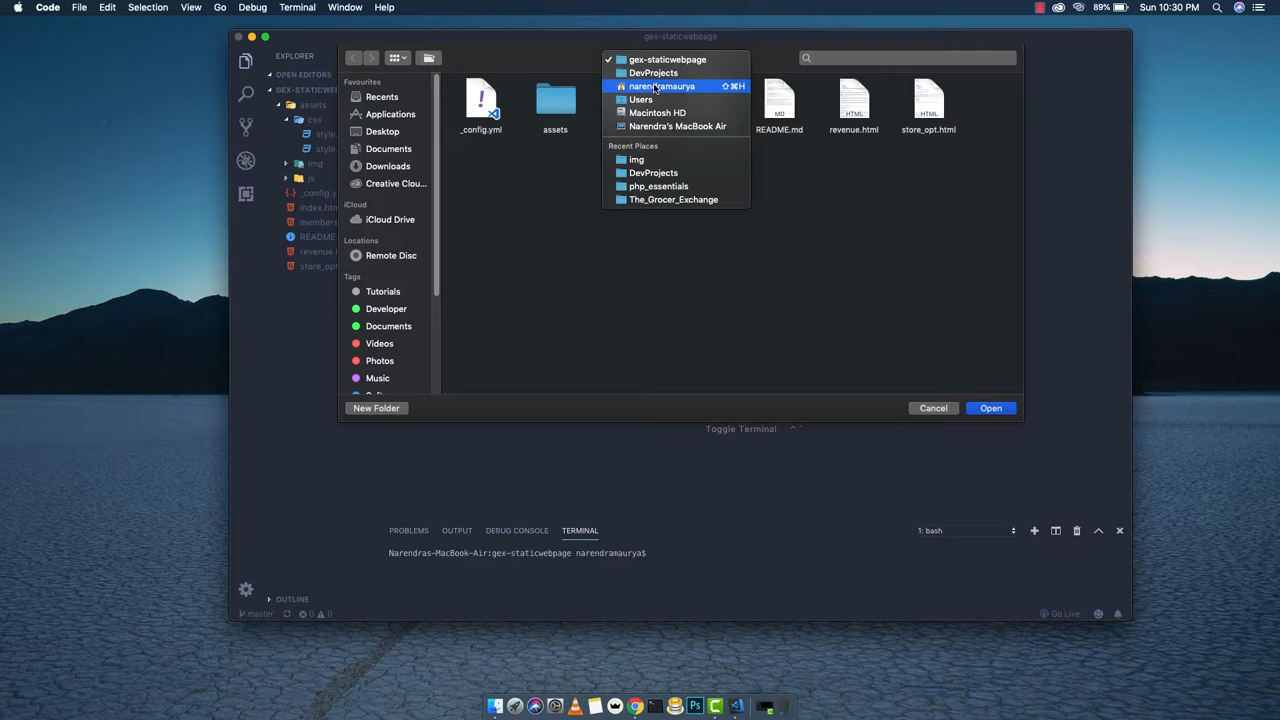 Code File Edit Selection View Go Debug Terminal Window Help
89% Sun 10:30 PM
gex-staticwebpage
EXPLORER
OPEN EDITORS
GEX-STATICWEB
assets
css
style.
style.
img
js
_config.y
index.htm
members
README
revenue.h
store_opt
Favourites
Recents
Applications
Desktop
Documents
Downloads
Creative Clou...
iCloud
iCloud Drive
Locations
Remote Disc
Tags
Tutorials
Developer
Documents
Videos
Photos
Music
gex-staticwebpage
DevProjects
narendramaurya ⇧⌘H
Users
Macintosh HD
Narendra's MacBook Air
Recent Places
img
DevProjects
php_essentials
The_Grocer_Exchange
_config.yml
assets
MD
README.md
HTML
revenue.html
HTML
store_opt.html
New Folder
Cancel
Open
Toggle Terminal ⌃ `
PROBLEMS OUTPUT DEBUG CONSOLE TERMINAL
1: bash
Narendras-MacBook-Air:gex-staticwebpage narendramaurya$
OUTLINE
master 0 0
Go Live
Ps